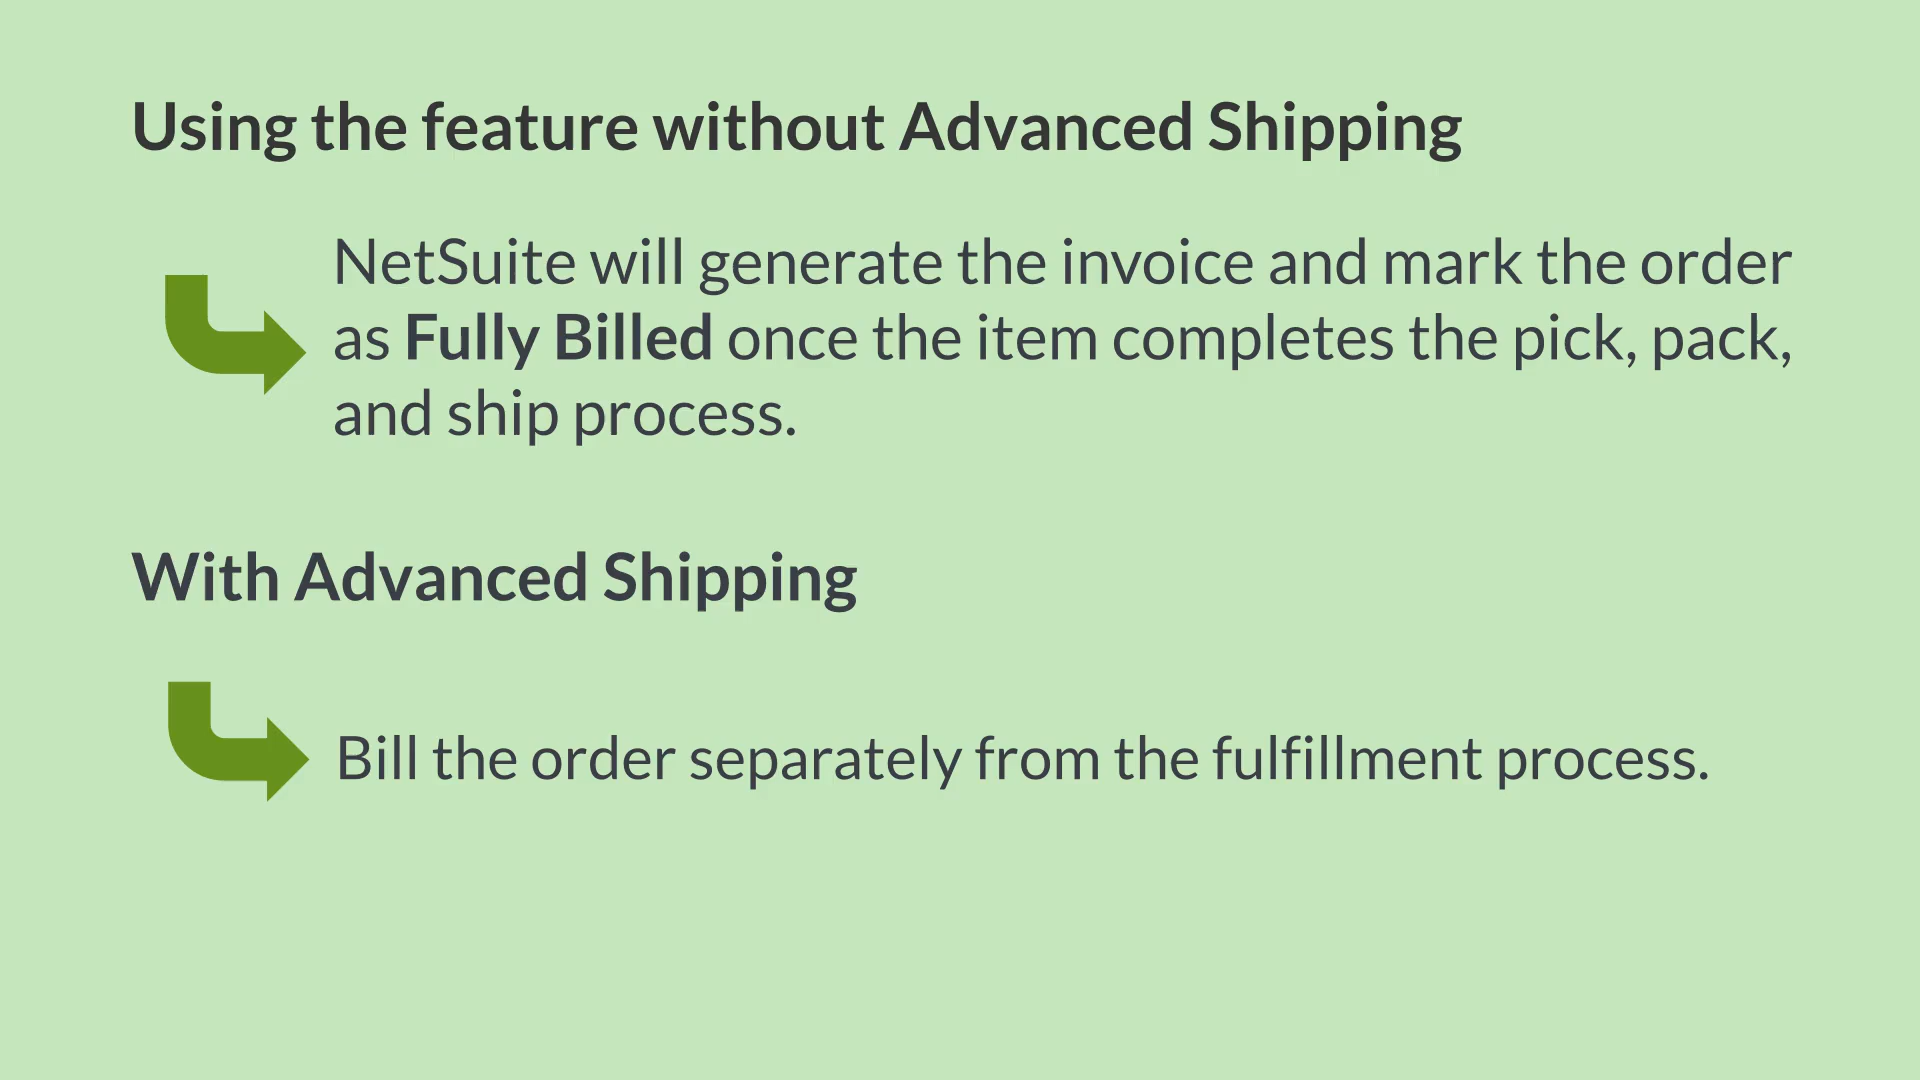 Using the feature without Advanced Shipping
NetSuite will generate the invoice and mark the order
as Fully Billed once the item completes the pick, pack,
and ship process.
With Advanced Shipping
Bill the order separately from the fulfillment process.